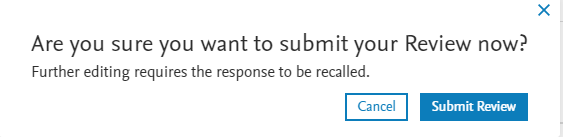 Are you sure you want to submit your Review now?
Further editing requires the response to be recalled.
Cancel
Submit Review